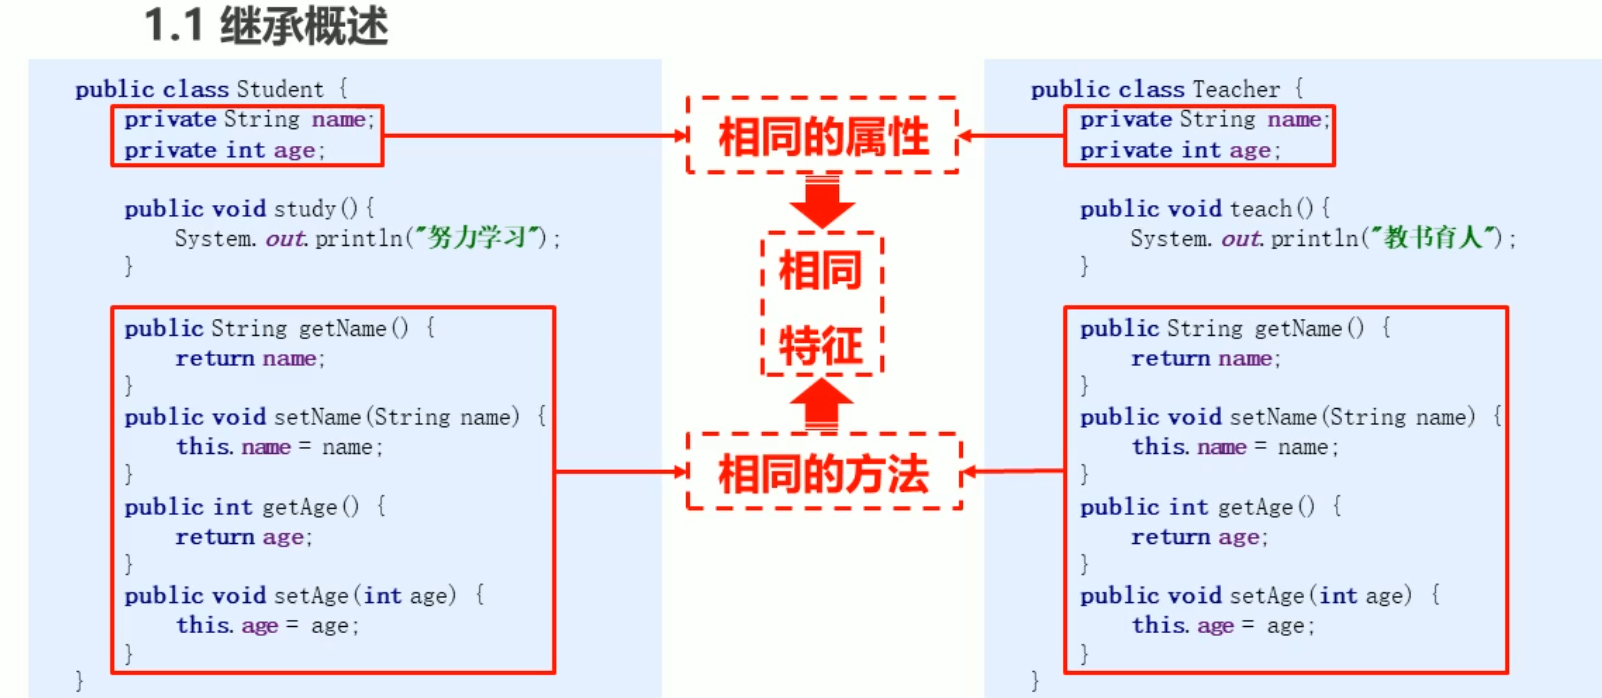 1.1 继承概述
public class Student {
private String name;
private int age;
public void study(){
System.out.println("努力学习");
}
public String getName() {
return name;
}
public void setName(String name) {
this.name = name;
}
public int getAge() {
return age;
}
public void setAge(int age) {
this.age = age;
}
}
相同的属性
相同
特征
相同的方法
public class Teacher {
private String name;
private int age;
public void teach(){
System.out.println("教书育人");
}
public String getName() {
return name;
}
public void setName(String name) {
this.name = name;
}
public int getAge() {
return age;
}
public void setAge(int age) {
this.age = age;
}
}